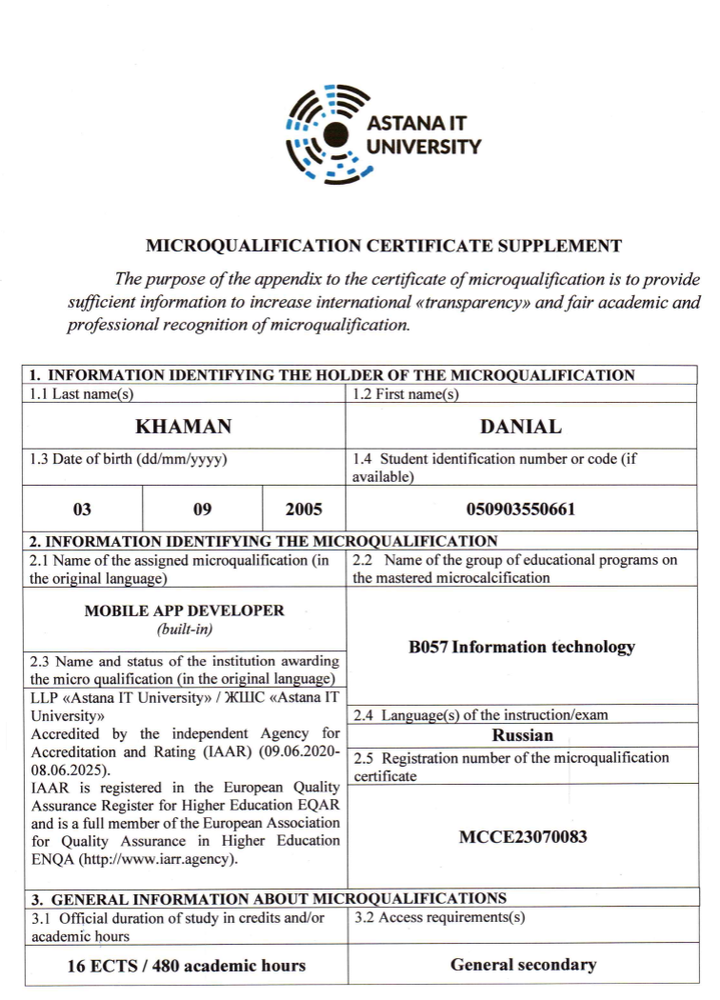 ASTANA IT
UNIVERSITY
MICROQUALIFICATION CERTIFICATE SUPPLEMENT
The purpose of the appendix to the certificate of microqualification is to provide
sufficient information to increase international «transparency» and fair academic and
professional recognition of microqualification.
1. INFORMATION IDENTIFYING THE HOLDER OF THE MICROQUALIFICATION
1.1 Last name(s)
1.2 First name(s)
KHAMAN
DANIAL
1.3 Date of birth (dd/mm/yyyy)
1.4 Student identification number or code (if
available)
03
09
2005
050903550661
2. INFORMATION IDENTIFYING THE MICROQUALIFICATION
2.1 Name of the assigned microqualification (in
the original language)
2.2 Name of the group of educational programs on
the mastered microcalcification
MOBILE APP DEVELOPER
(built-in)
B057 Information technology
2.3 Name and status of the institution awarding
the micro qualification (in the original language)
LLP «Astana IT University» / ЖШС «Astana IT
University»
Accredited by the independent Agency for
Accreditation and Rating (IAAR) (09.06.2020-
08.06.2025).
IAAR is registered in the European Quality
Assurance Register for Higher Education EQAR
and is a full member of the European Association
for Quality Assurance in Higher Education
ENQA (http://www.iarr.agency).
2.4 Language(s) of the instruction/exam
Russian
2.5 Registration number of the microqualification
certificate
MCCE23070083
3. GENERAL INFORMATION ABOUT MICROQUALIFICATIONS
3.1 Official duration of study in credits and/or
academic hours
3.2 Access requirements(s)
16 ECTS / 480 academic hours
General secondary